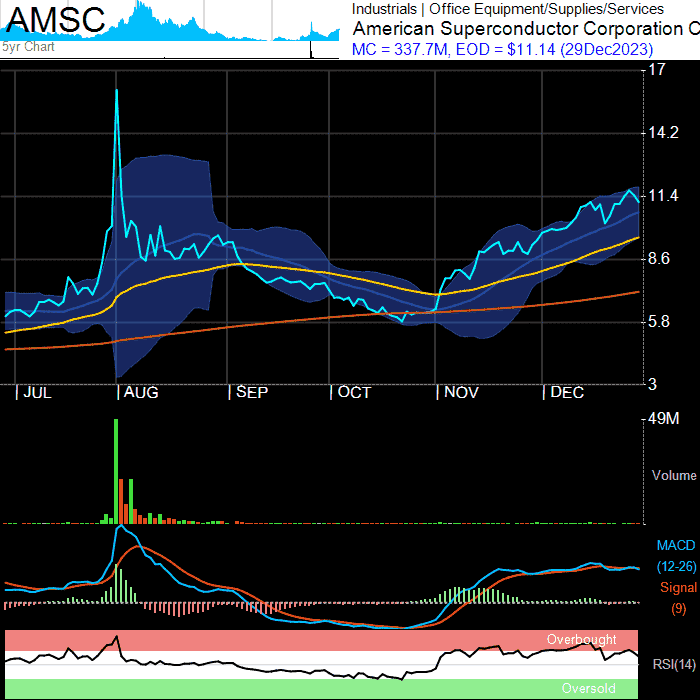 AMSC
5yr Chart
Industrials | Office Equipment/Supplies/Services
American Superconductor Corporation C
MC = 337.7M, EOD = $11.14 (29Dec2023)
17
14.2
11.4
8.6
5.8
3
JUL
AUG
SEP
OCT
NOV
DEC
49M
Volume
MACD
(12-26)
Signal
(9)
Overbought
RSI(14)
Oversold